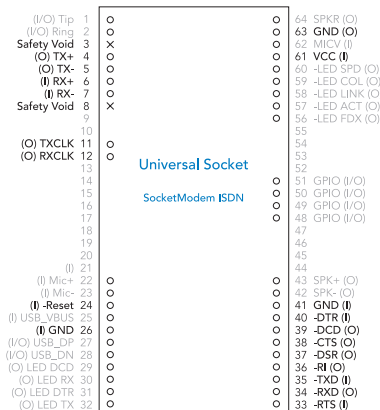 (I/O) Tip 1 64 SPKR (O)
(I/O) Ring 2 63 GND (O)
Safety Void 3 62 MICV (I)
(O) TX+ 4 61 VCC (I)
(O) TX- 5 60 -LED SPD (O)
(I) RX+ 6 59 -LED COL (O)
(I) RX- 7 58 -LED LINK (O)
Safety Void 8 57 -LED ACT (O)
9 56 -LED FDX (O)
10 55
(O) TXCLK 11 54
(O) RXCLK 12 53
13 52
Universal Socket
14 51 GPIO (I/O)
15 50 GPIO (I/O)
SocketModem ISDN
16 49 GPIO (I/O)
17 48 GPIO (I/O)
18 47
19 46
20 45
(I) 21 44
(I) Mic+ 22 43 SPK+ (O)
(I) Mic- 23 42 SPK- (O)
(I) -Reset 24 41 GND (I)
(I) USB_VBUS 25 40 -DTR (I)
(I) GND 26 39 -DCD (O)
(I/O) USB_DP 27 38 -CTS (O)
(I/O) USB_DN 28 37 -DSR (O)
(O) LED DCD 29 36 -RI (O)
(O) LED RX 30 35 -TXD (I)
(O) LED DTR 31 34 -RXD (O)
(O) LED TX 32 33 -RTS (I)